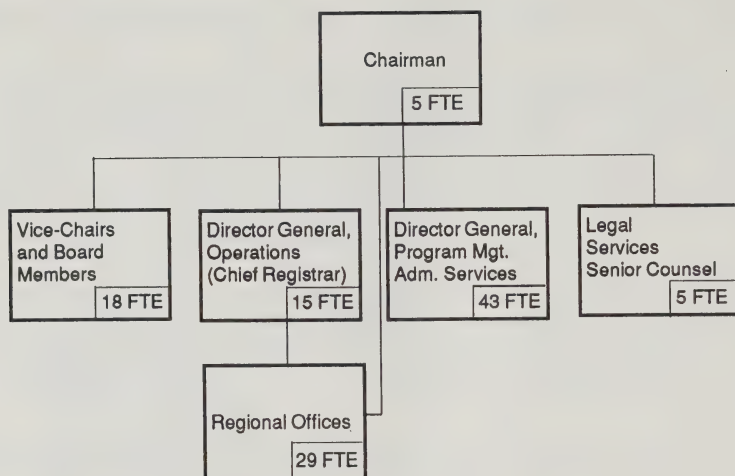 Chairman
5 FTE
Vice-Chairs
and Board
Members
18 FTE
Director General,
Operations
(Chief Registrar)
15 FTE
Director General,
Program Mgt.
Adm. Services
43 FTE
Legal
Services
Senior Counsel
5 FTE
Regional Offices
29 FTE